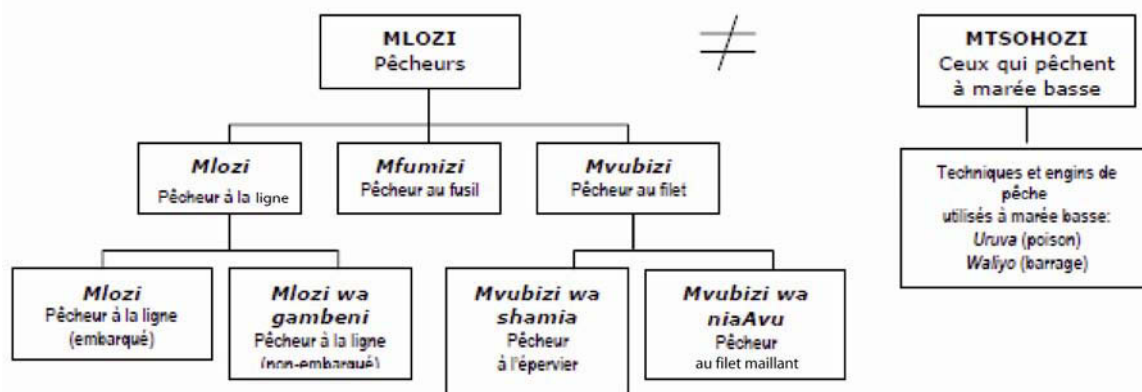 MLOZI
Pêcheurs
≠
MTSOHOZI
Ceux qui pêchent
à marée basse
Mlozi
Pêcheur à la ligne
Mfumizi
Pêcheur au fusil
Mvubizi
Pêcheur au filet
Techniques et engins de
pêche
utilisés à marée basse:
Uruva (poison)
Waliyo (barrage)
Mlozi
Pêcheur à la ligne
(embarqué)
Mlozi wa
gambeni
Pêcheur à la ligne
(non-embarqué)
Mvubizi wa
shamia
Pêcheur
à l'épervier
Mvubizi wa
niaAvu
Pêcheur
au filet maillant